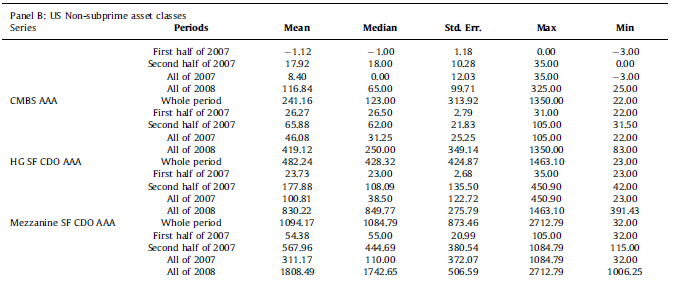 Panel B: US Non-subprime asset classes
Series Periods Mean Median Std. Err. Max Min
First half of 2007 −1.12 −1.00 1.18 0.00 −3.00
Second half of 2007 17.92 18.00 10.28 35.00 0.00
All of 2007 8.40 0.00 12.03 35.00 −3.00
All of 2008 116.84 65.00 99.71 325.00 25.00
CMBS AAA Whole period 241.16 123.00 313.92 1350.00 22.00
First half of 2007 26.27 26.50 2.79 31.00 22.00
Second half of 2007 65.88 62.00 21.83 105.00 31.50
All of 2007 46.08 31.25 25.25 105.00 22.00
All of 2008 419.12 250.00 349.14 1350.00 83.00
HG SF CDO AAA Whole period 482.24 428.32 424.87 1463.10 23.00
First half of 2007 23.73 23.00 2.68 35.00 23.00
Second half of 2007 177.88 108.09 135.50 450.90 42.00
All of 2007 100.81 38.50 122.72 450.90 23.00
All of 2008 830.22 849.77 275.79 1463.10 391.43
Mezzanine SF CDO AAA Whole period 1094.17 1084.79 873.46 2712.79 32.00
First half of 2007 54.38 55.00 20.99 105.00 32.00
Second half of 2007 567.96 444.69 380.54 1084.79 115.00
All of 2007 311.17 110.00 372.07 1084.79 32.00
All of 2008 1808.49 1742.65 506.59 2712.79 1006.25